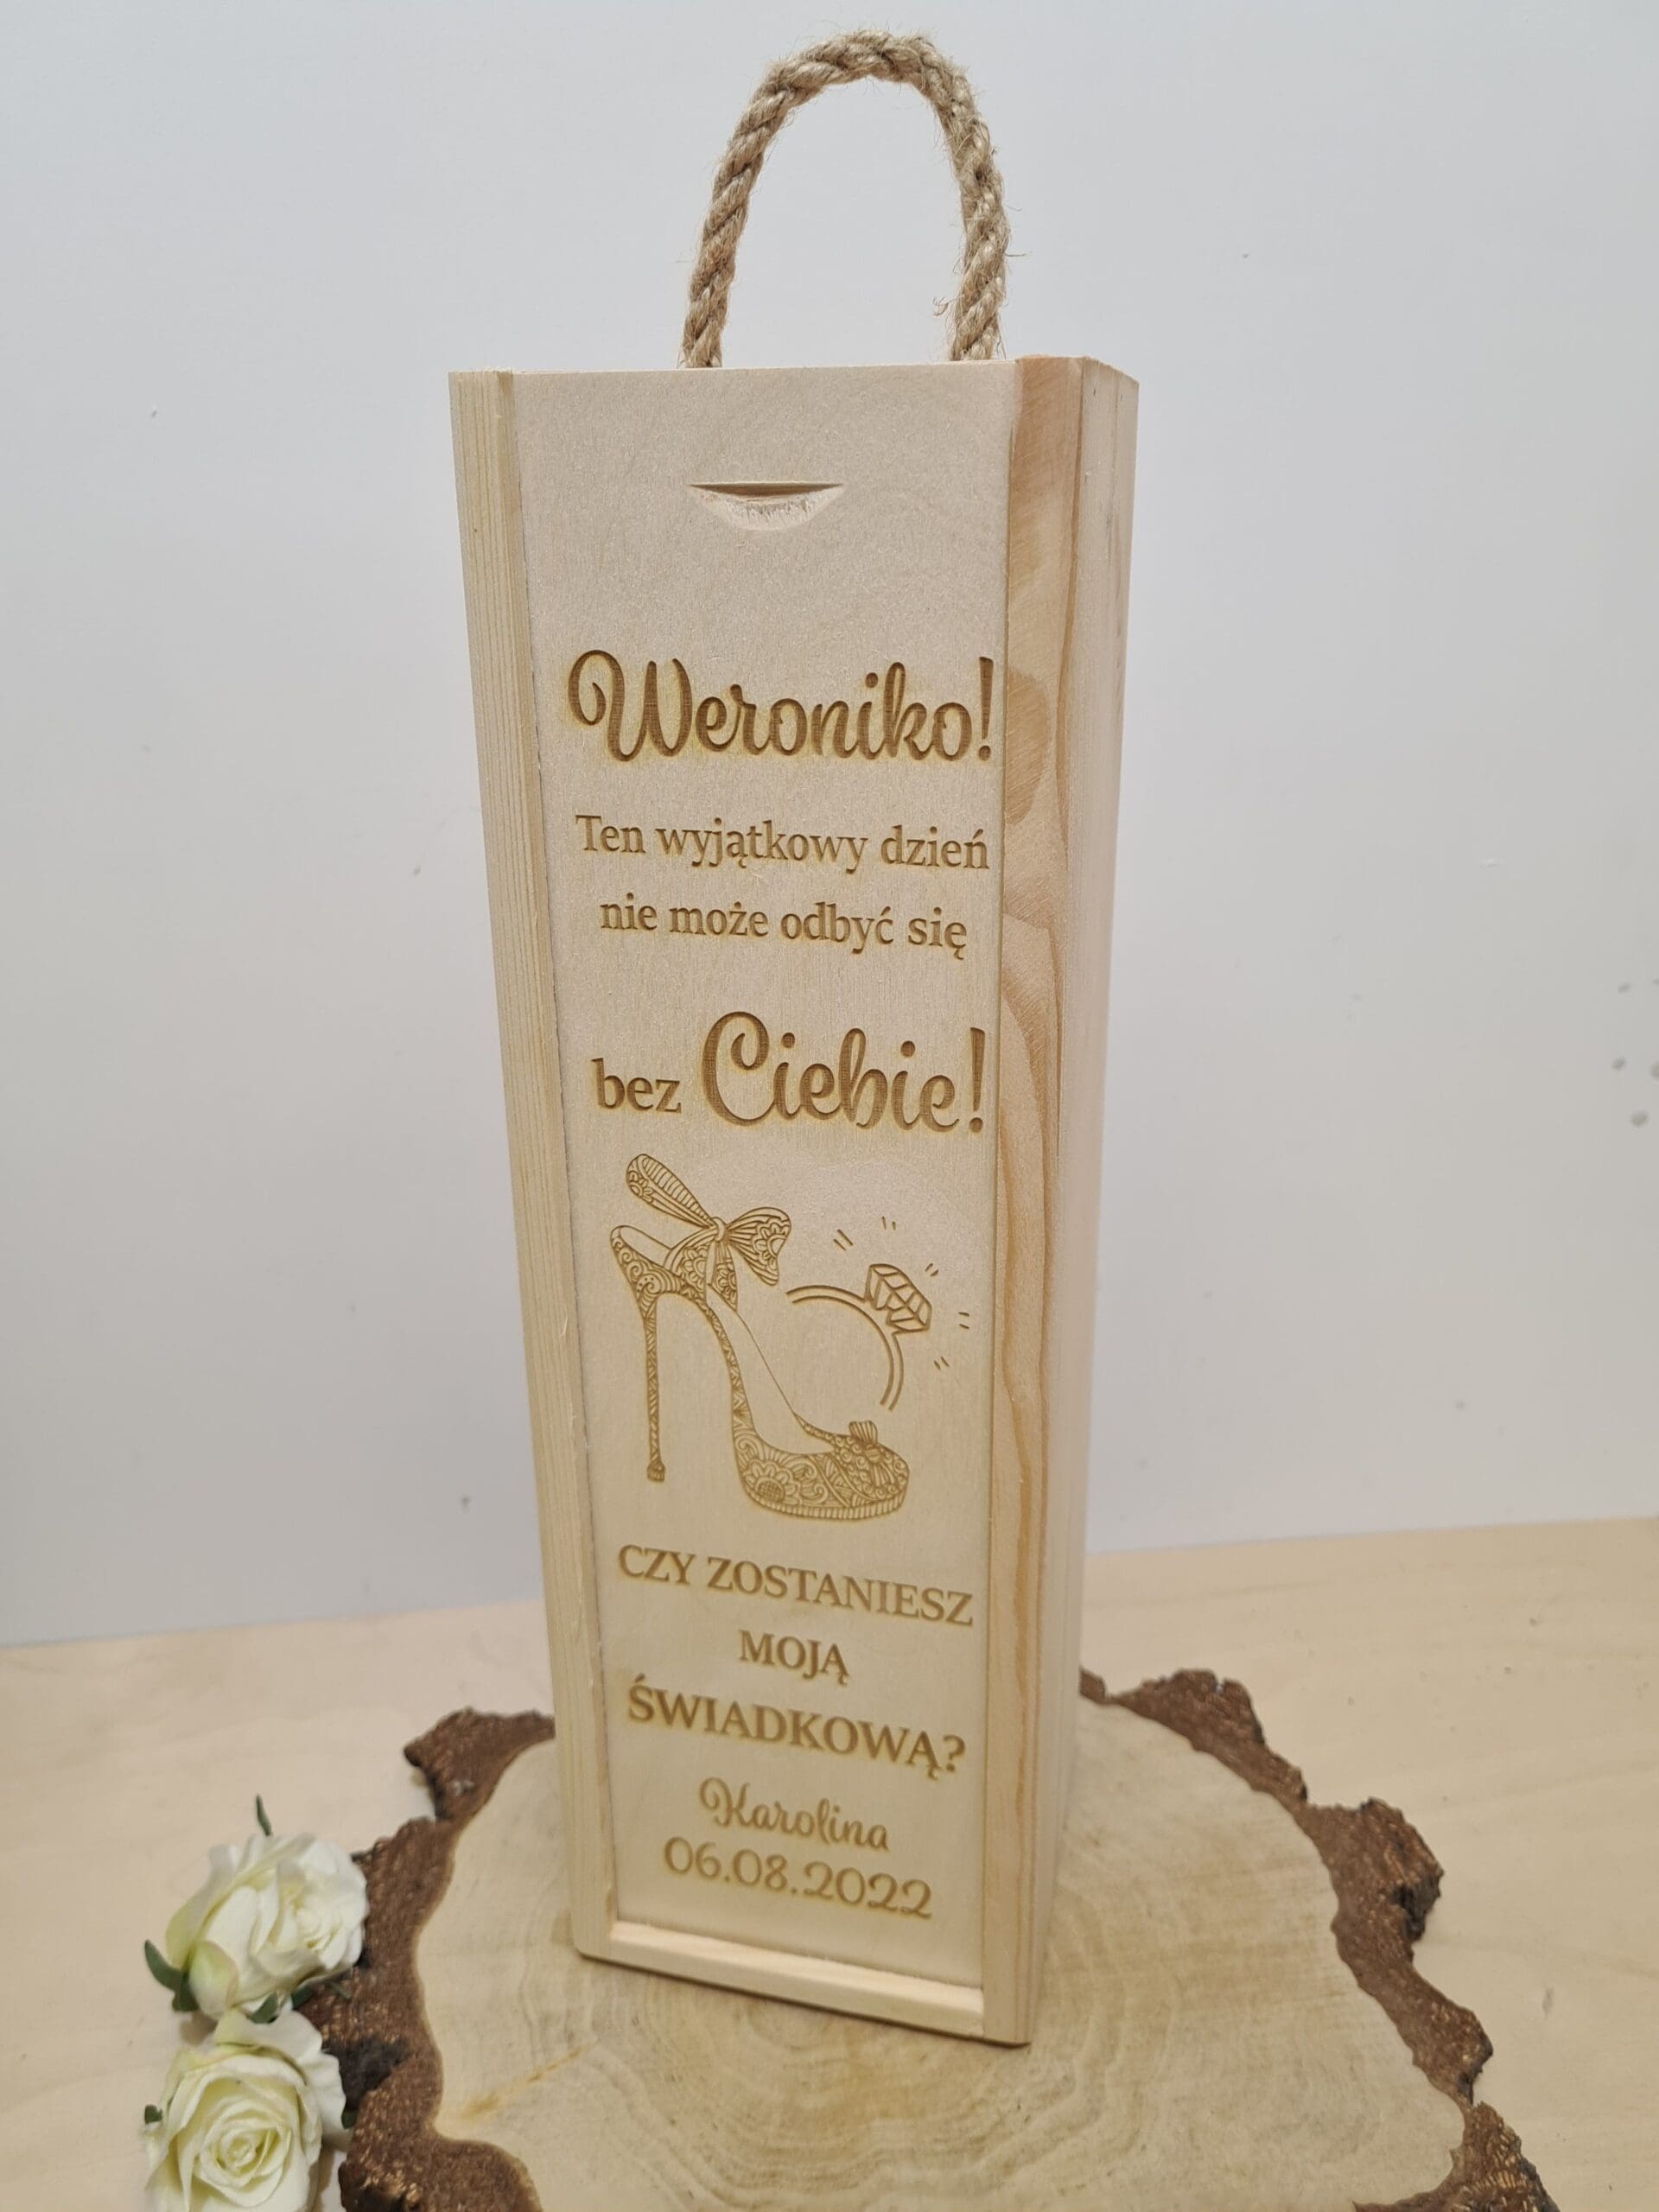 Weroniko!
Ten wyjątkowy dzień
nie może odbyć się
bez Ciebie!
CZY ZOSTANIESZ
MOJĄ
ŚWIADKOWĄ?
Karolina
06.08.2022